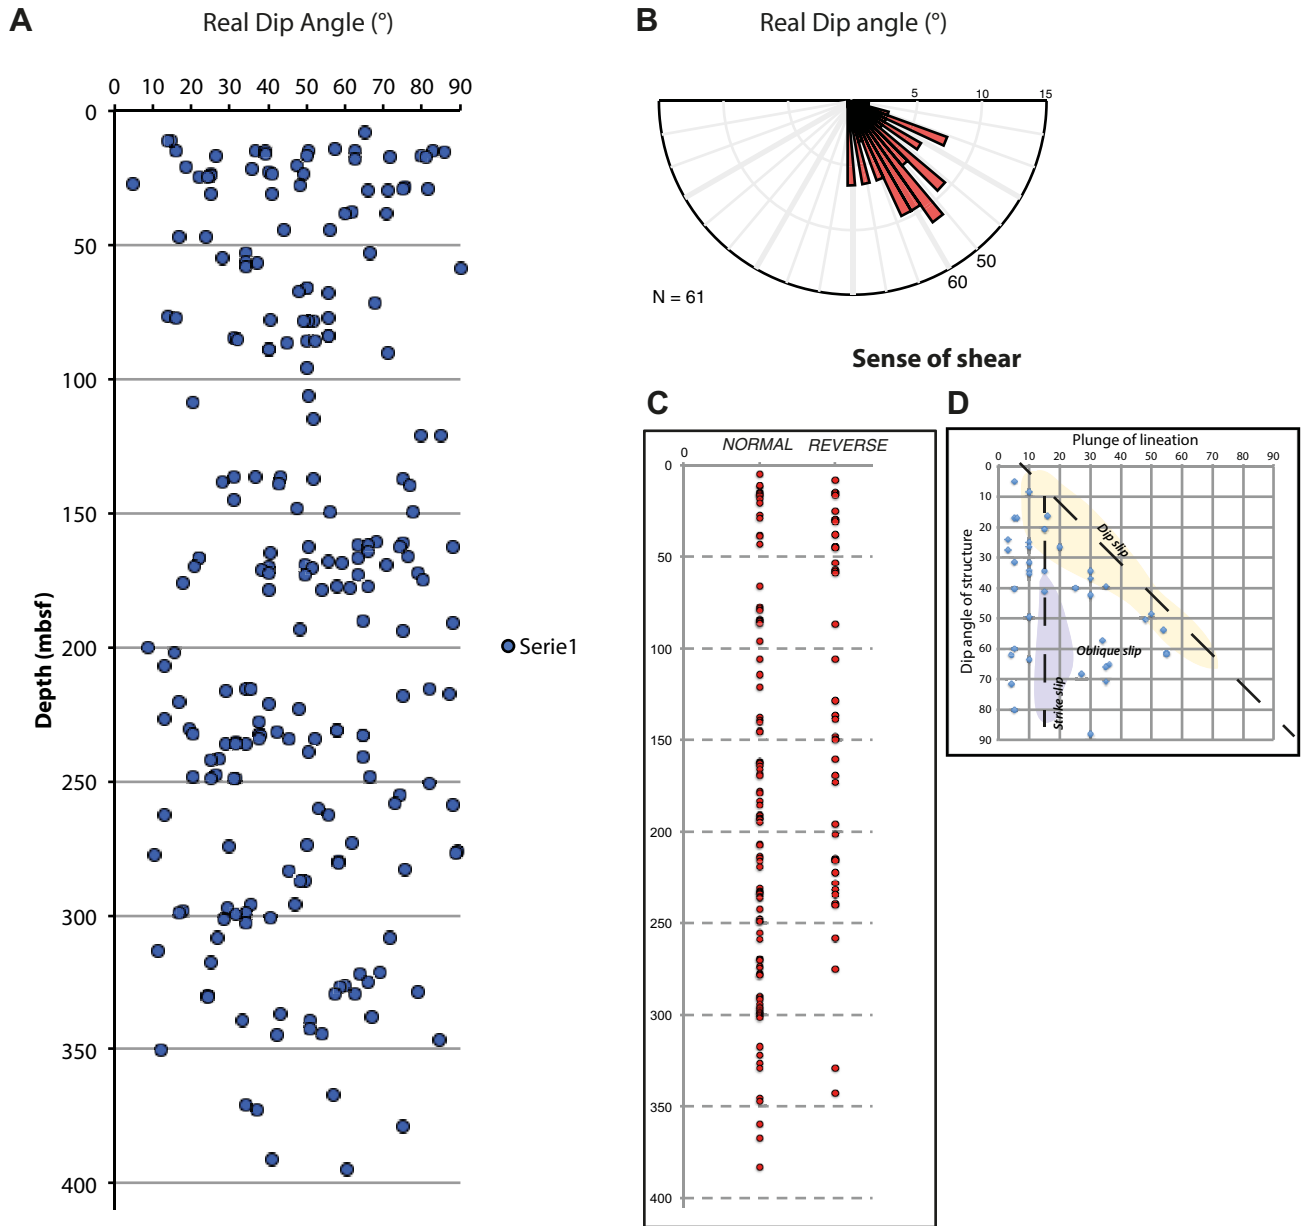 A
Real Dip Angle (°)
0 10 20 30 40 50 60 70 80 90
0
50
100
150
200
250
300
350
400
Depth (mbsf)
Serie1
B
Real Dip angle (°)
5 10 15
50
60
N = 61
Sense of shear
C
NORMAL REVERSE
0
0
50
100
150
200
250
300
350
400
D
Plunge of lineation
0 10 20 30 40 50 60 70 80 90
0
10
20
30
40
50
60
70
80
90
Dip angle of structure
Dip slip
Oblique slip
Strike slip